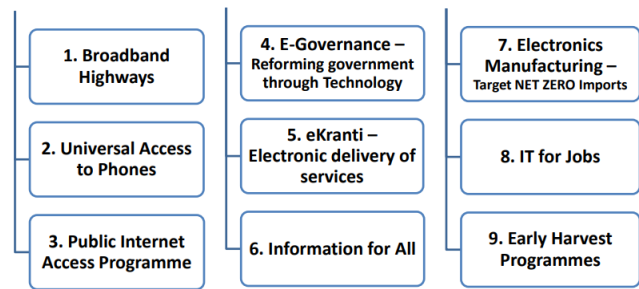 1. Broadband
Highways
2. Universal Access
to Phones
3. Public Internet
Access Programme
4. E-Governance –
Reforming government
through Technology
5. eKranti –
Electronic delivery of
services
6. Information for All
7. Electronics
Manufacturing –
Target NET ZERO Imports
8. IT for Jobs
9. Early Harvest
Programmes